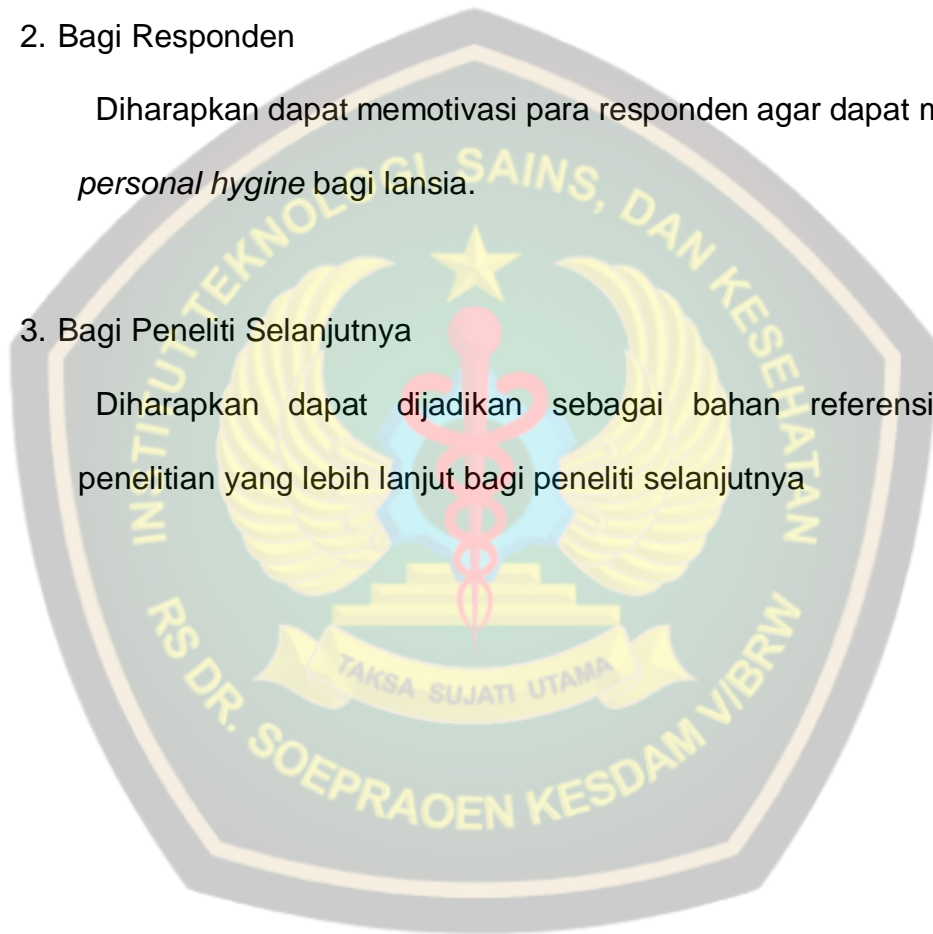 2. Bagi Responden
Diharapkan dapat memotivasi para responden agar dapat
personal hygine bagi lansia.
3. Bagi Peneliti Selanjutnya
Diharapkan dapat dijadikan sebagai bahan referensi
penelitian yang lebih lanjut bagi peneliti selanjutnya
INSTITUT TEKNOLOGI, SAINS, DAN KESEHATAN
TAKSA SUJATI UTAMA
RS DR. SOEPRAOEN KESDAM V/BRW